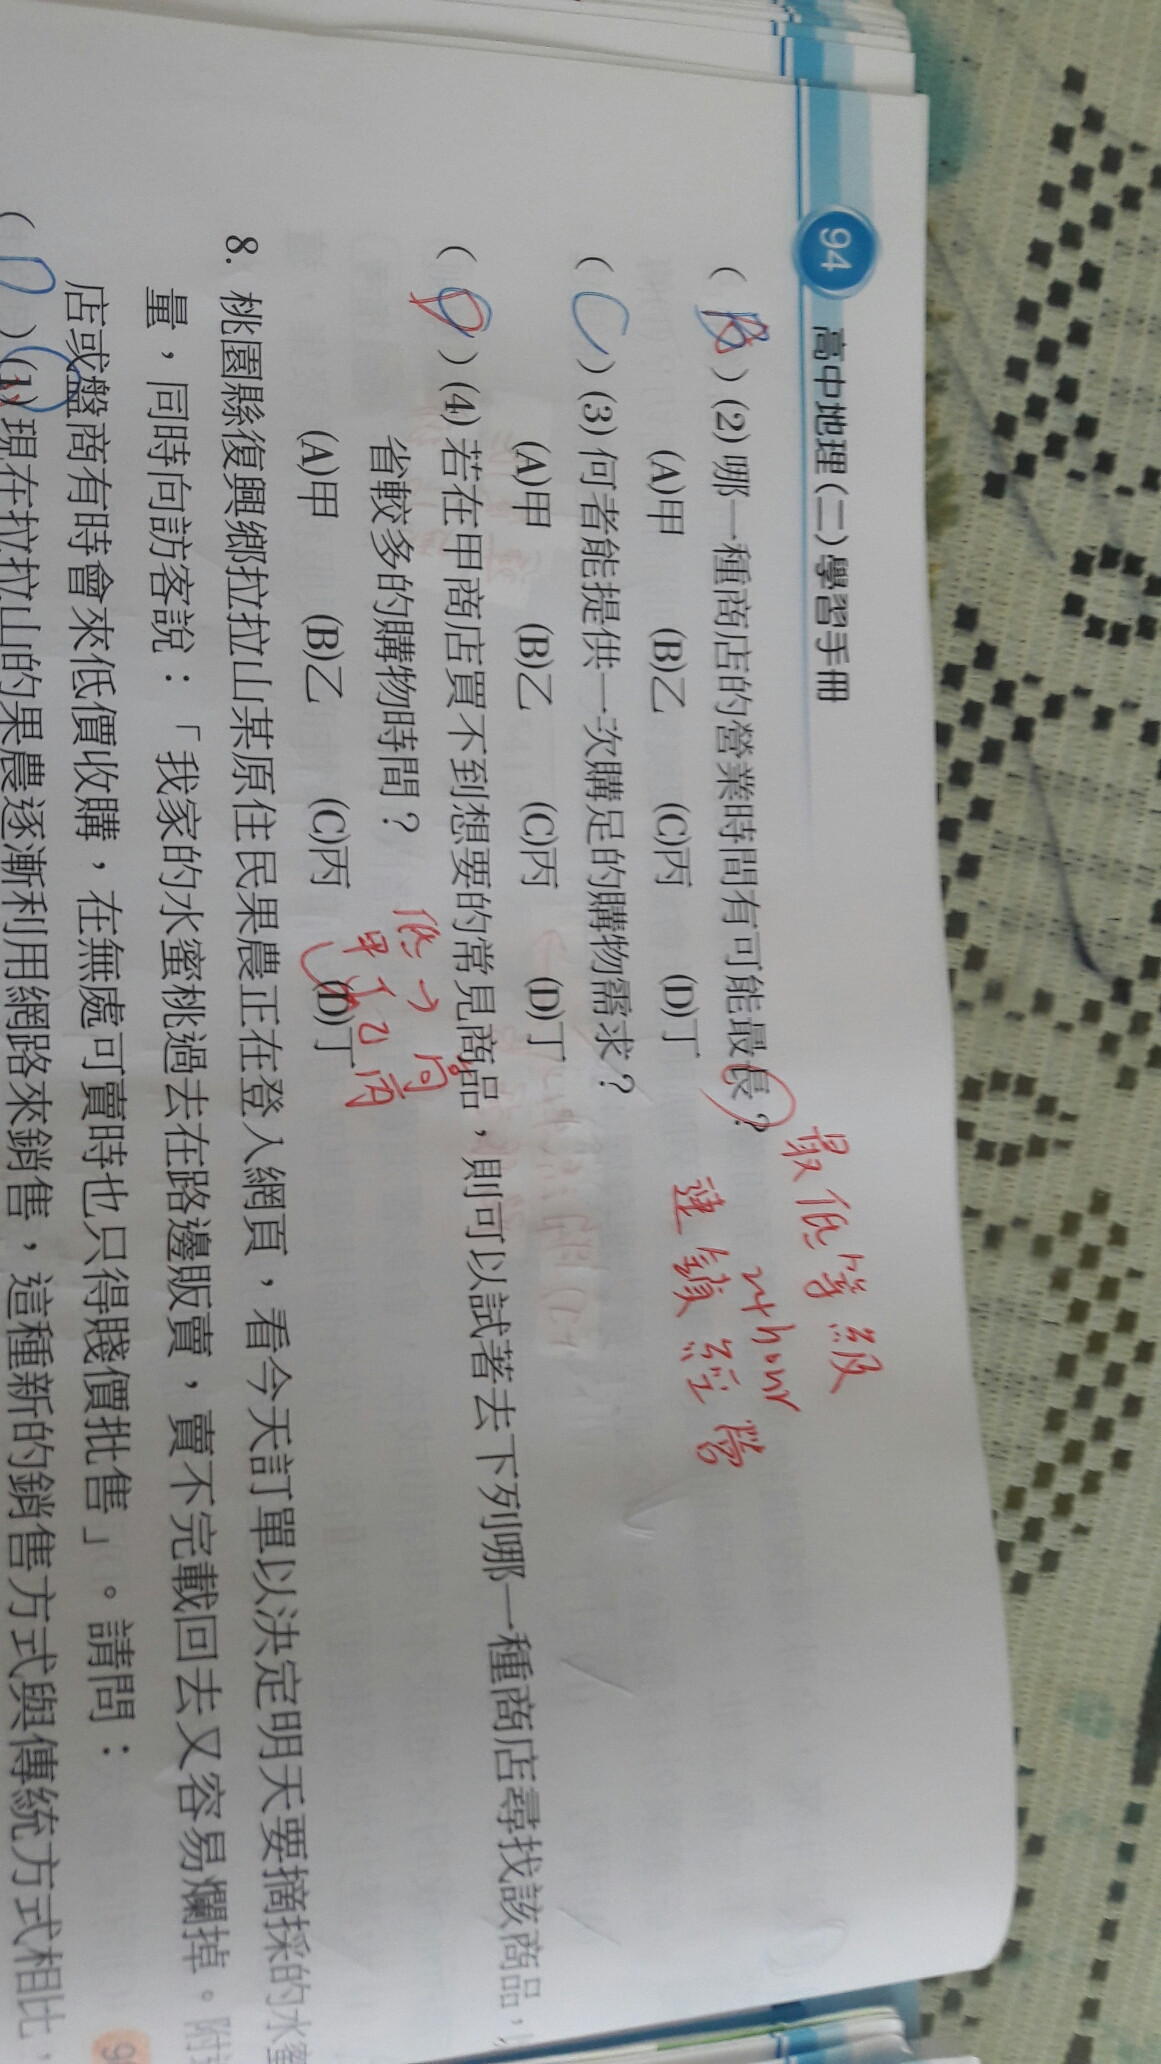 94 高中地理(二)學習手冊
最低等級
( ) (2)哪一種商店的營業時間有可能最長?
24 hour
(A)甲 (B)乙 (C)丙 (D)丁
連鎖經營
( C ) (3)何者能提供一次購足的購物需求?
(A)甲 (B)乙 (C)丙 (D)丁
( ) (4)若在甲商店買不到想要的常見商品,則可以試著去下列哪一種商店尋找該商品,
省較多的購物時間?
低→高
甲丁乙丙
(A)甲 (B)乙 (C)丙 (D)丁
8. 桃園縣復興鄉拉拉山某原住民果農正在登入網頁,看今天訂單以決定明天要摘採的水蜜
量,同時向訪客說:「我家的水蜜桃過去在路邊販賣,賣不完載回去又容易爛掉。附
店或盤商有時會來低價收購,在無處可賣時也只得賤價批售」。請問:
( D ) (1)現在拉拉山的果農逐漸利用網路來銷售,這種新的銷售方式與傳統方式相比,